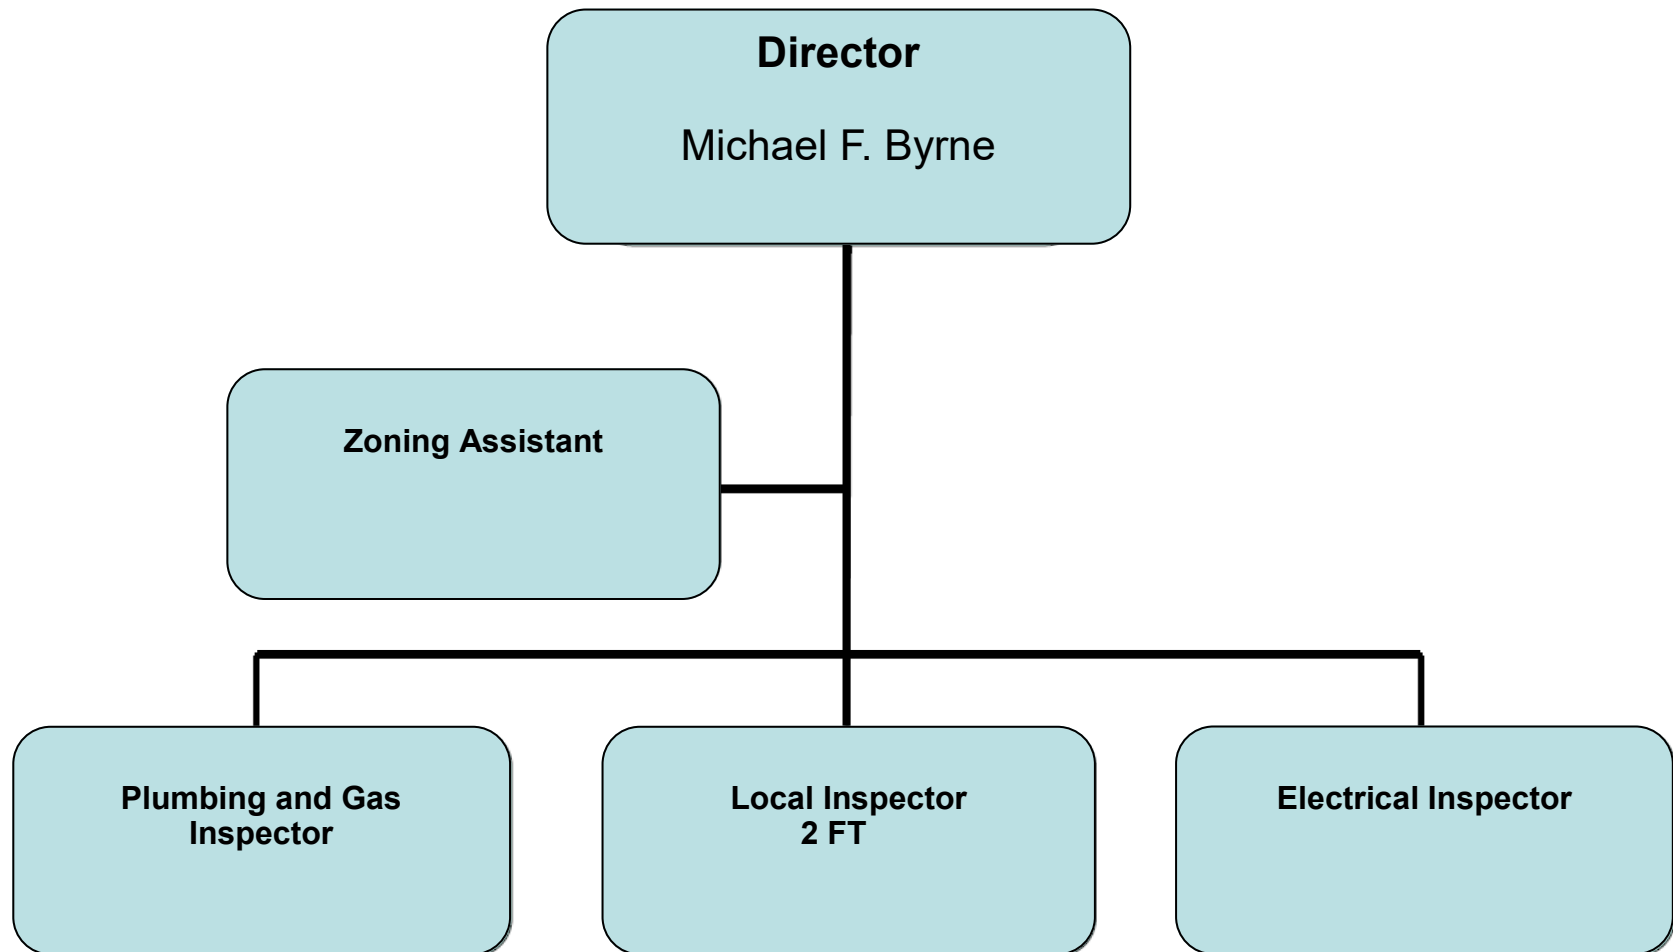 Director
Michael F. Byrne
Zoning Assistant
Plumbing and Gas
Inspector
Local Inspector
2 FT
Electrical Inspector